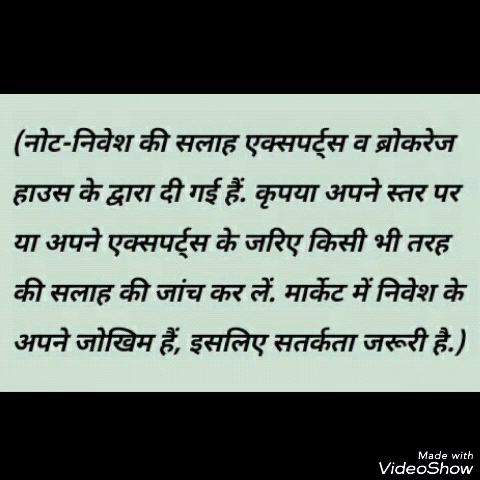 (नोट-निवेश की सलाह एक्सपर्ट्स व ब्रोकरेज
हाउस के द्वारा दी गई हैं. कृपया अपने स्तर पर
या अपने एक्सपर्ट्स के जरिए किसी भी तरह
की सलाह की जांच कर लें. मार्केट में निवेश के
अपने जोखिम हैं, इसलिए सतर्कता जरूरी है.)
Made with
VideoShow